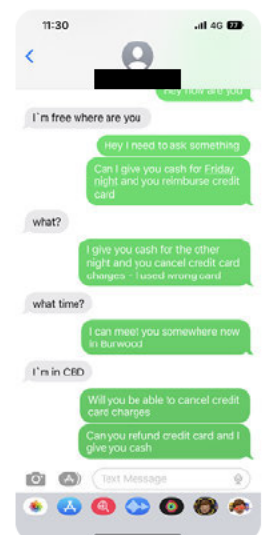 11:30
4G 77
Hey how are you
I`m free where are you
Hey I need to ask something
Can I give you cash for Friday
night and you reimburse credit
card
what?
I give you cash for the other
night and you cancel credit card
charges - I used wrong card
what time?
I can meet you somewhere now
in Burwood
I`m in CBD
Will you be able to cancel credit
card charges
Can you refund credit card and I
give you cash
Text Message